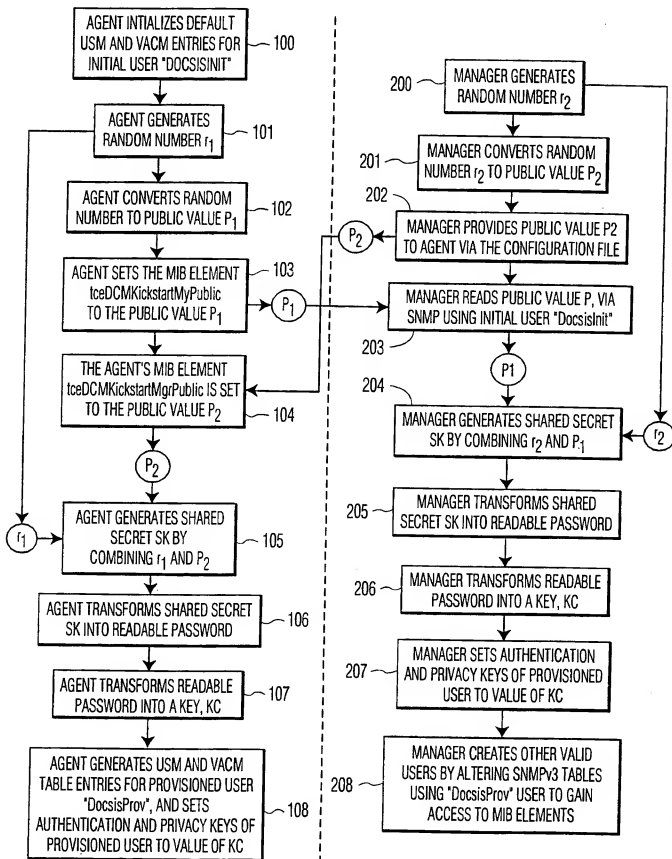 AGENT INTIALIZES DEFAULT
USM AND VACM ENTRIES FOR
INITIAL USER "DOCSISINIT"
100
AGENT GENERATES
RANDOM NUMBER r1
101
AGENT CONVERTS RANDOM
NUMBER TO PUBLIC VALUE P1
102
AGENT SETS THE MIB ELEMENT
tceDCMKickstartMyPublic
TO THE PUBLIC VALUE P1
103
P1
THE AGENT'S MIB ELEMENT
tceDCMKickstartMgrPublic IS SET
TO THE PUBLIC VALUE P2
104
P2
r1
AGENT GENERATES SHARED
SECRET SK BY
COMBINING r1 AND P2
105
AGENT TRANSFORMS SHARED SECRET
SK INTO READABLE PASSWORD
106
AGENT TRANSFORMS READABLE
PASSWORD INTO A KEY, KC
107
AGENT GENERATES USM AND VACM
TABLE ENTRIES FOR PROVISIONED USER
"DocsisProv", AND SETS
AUTHENTICATION AND PRIVACY KEYS OF
PROVISIONED USER TO VALUE OF KC
108
200
MANAGER GENERATES
RANDOM NUMBER r2
201
MANAGER CONVERTS RANDOM
NUMBER r2 TO PUBLIC VALUE P2
202
P2
MANAGER PROVIDES PUBLIC VALUE P2
TO AGENT VIA THE CONFIGURATION FILE
MANAGER READS PUBLIC VALUE P, VIA
SNMP USING INITIAL USER "DocsisInit"
203
P1
204
MANAGER GENERATES SHARED SECRET
SK BY COMBINING r2 AND P1
r2
205
MANAGER TRANSFORMS SHARED
SECRET SK INTO READABLE PASSWORD
206
MANAGER TRANSFORMS READABLE
PASSWORD INTO A KEY, KC
207
MANAGER SETS AUTHENTICATION
AND PRIVACY KEYS OF PROVISIONED
USER TO VALUE OF KC
208
MANAGER CREATES OTHER VALID
USERS BY ALTERING SNMPv3 TABLES
USING "DocsisProv" USER TO GAIN
ACCESS TO MIB ELEMENTS